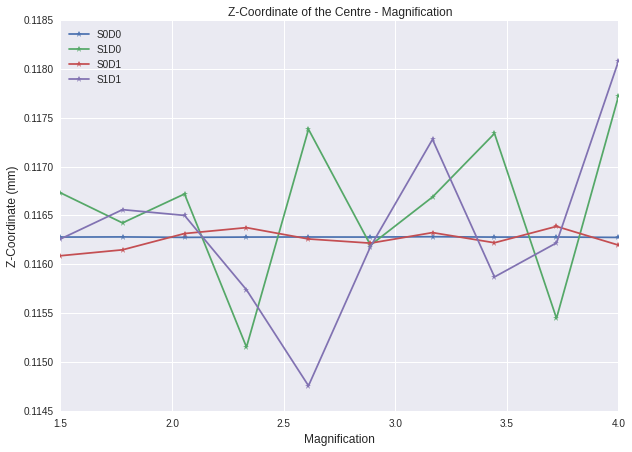 Z-Coordinate of the Centre - Magnification
0.1185
0.1180
0.1175
0.1170
0.1165
0.1160
0.1155
0.1150
0.1145
Z-Coordinate (mm)
S0D0
S1D0
S0D1
S1D1
1.5 2.0 2.5 3.0 3.5 4.0
Magnification